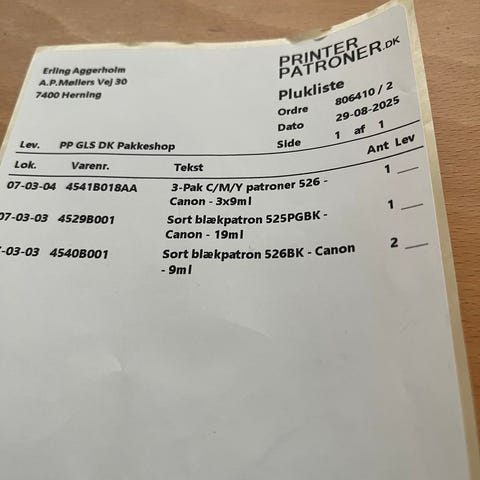 Erling Aggerholm
A.P.Møllers Vej 30
7400 Herning
PRINTER
PATRONER.DK
Plukliste
Ordre 806410 / 2
Dato 29-08-2025
Side 1 af 1
Lev. PP GLS DK Pakkeshop
Lok. Varenr. Tekst Ant Lev
07-03-04 4541B018AA 3-Pak C/M/Y patroner 526 - 1
Canon - 3x9ml
07-03-03 4529B001 Sort blækpatron 525PGBK - 1
Canon - 19ml
-03-03 4540B001 Sort blækpatron 526BK - Canon 2
- 9ml